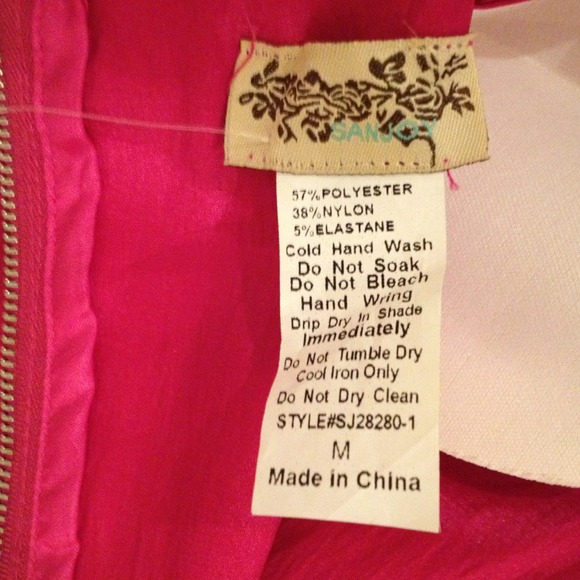 SANJOY
57%POLYESTER
38%NYLON
5%ELASTANE
Cold Hand Wash
Do Not Soak
Do Not Bleach
Hand Wring
Drip Dry In Shade
Immediately
Do Not Tumble Dry
Cool Iron Only
Do Not Dry Clean
STYLE#SJ28280-1
M
Made in China